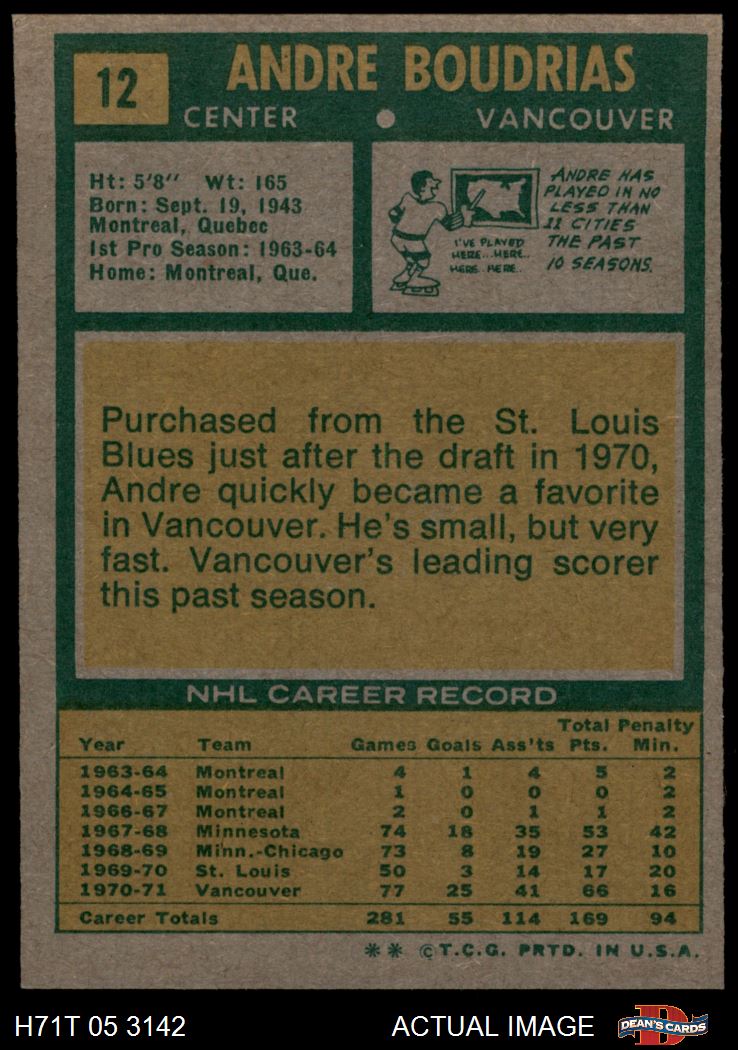 12
ANDRE BOUDRIAS
CENTER • VANCOUVER
Ht: 5'8'' Wt: 165
Born: Sept. 19, 1943
Montreal, Quebec
1st Pro Season: 1963-64
Home: Montreal, Que.
ANDRE HAS
PLAYED IN NO
LESS THAN
11 CITIES
THE PAST
10 SEASONS.
I'VE PLAYED
HERE...HERE..
HERE..HERE..
Purchased from the St. Louis
Blues just after the draft in 1970,
Andre quickly became a favorite
in Vancouver. He's small, but very
fast. Vancouver's leading scorer
this past season.
NHL CAREER RECORD
Year Team Games Goals Ass'ts Total Pts. Penalty Min.
1963-64 Montreal 4 1 4 5 2
1964-65 Montreal 1 0 0 0 2
1966-67 Montreal 2 0 1 1 2
1967-68 Minnesota 74 18 35 53 42
1968-69 Minn.-Chicago 73 8 19 27 10
1969-70 St. Louis 50 3 14 17 20
1970-71 Vancouver 77 25 41 66 16
Career Totals 281 55 114 169 94
** ©T.C.G. PRTD. IN U.S.A.
H71T 05 3142 ACTUAL IMAGE
D
DEAN'S CARDS